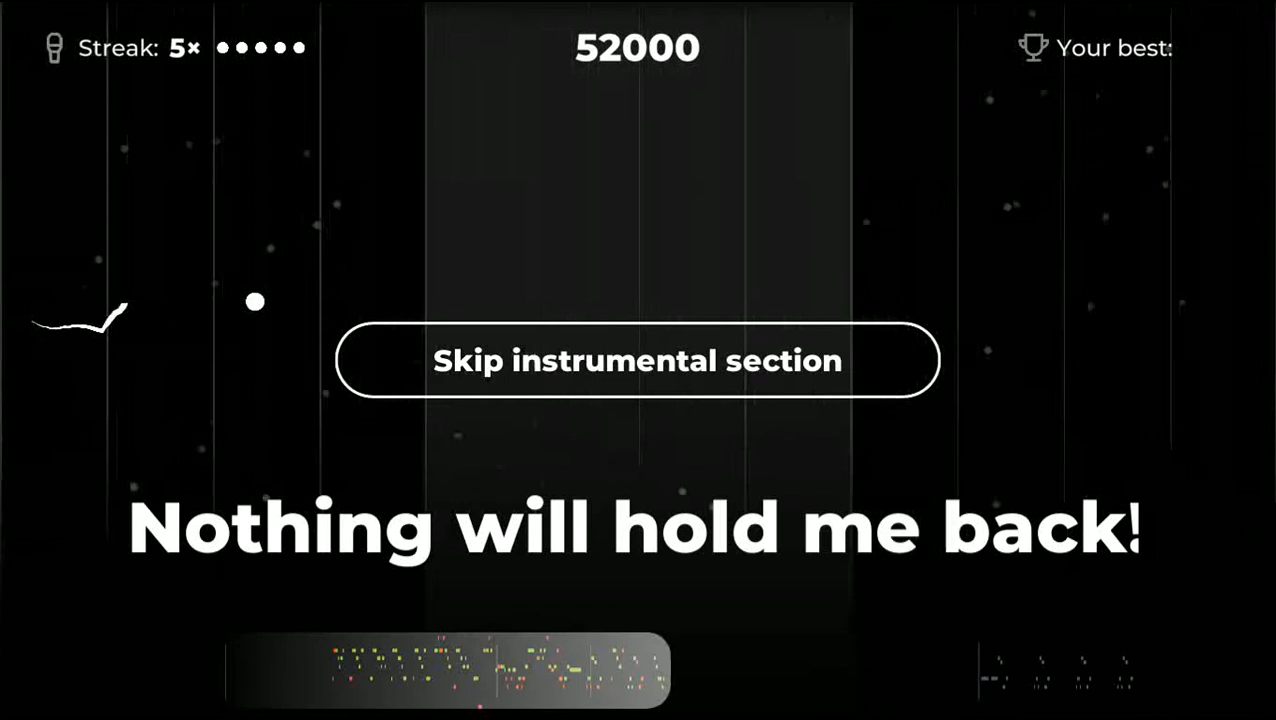 Streak: 5× 52000 Your best:
Skip instrumental section
Nothing will hold me back!